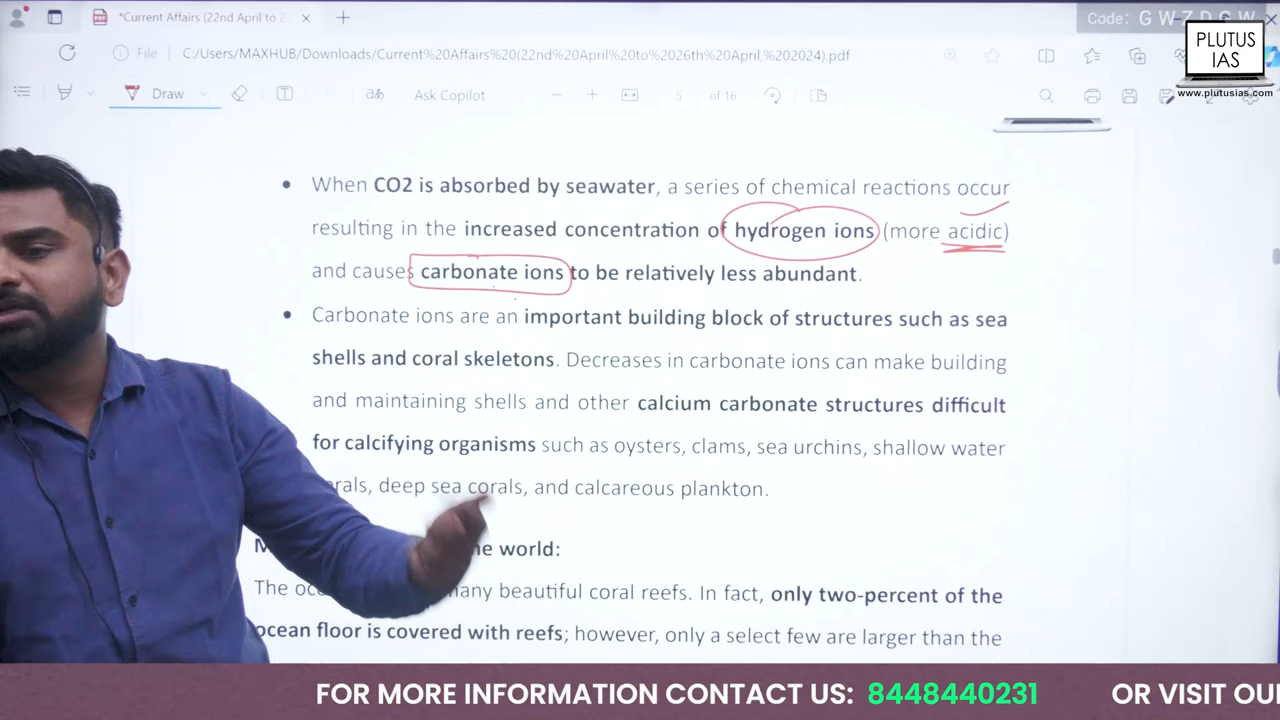 *Current Affairs (22nd April to 2
Code: G W Z D G W
File C:/Users/MAXHUB/Downloads/Current%20Affairs%20(22nd%20April%20to%2026th%20April,%202024).pdf
PLUTUS
IAS
www.plutusias.com
Draw
Ask Copilot
5 of 16
• When CO2 is absorbed by seawater, a series of chemical reactions occur
resulting in the increased concentration of hydrogen ions (more acidic)
and causes carbonate ions to be relatively less abundant.
• Carbonate ions are an important building block of structures such as sea
shells and coral skeletons. Decreases in carbonate ions can make building
and maintaining shells and other calcium carbonate structures difficult
for calcifying organisms such as oysters, clams, sea urchins, shallow water
rals, deep sea corals, and calcareous plankton.
world:
The many beautiful coral reefs. In fact, only two-percent of the
ocean floor is covered with reefs; however, only a select few are larger than the
FOR MORE INFORMATION CONTACT US: 8448440231 OR VISIT OU